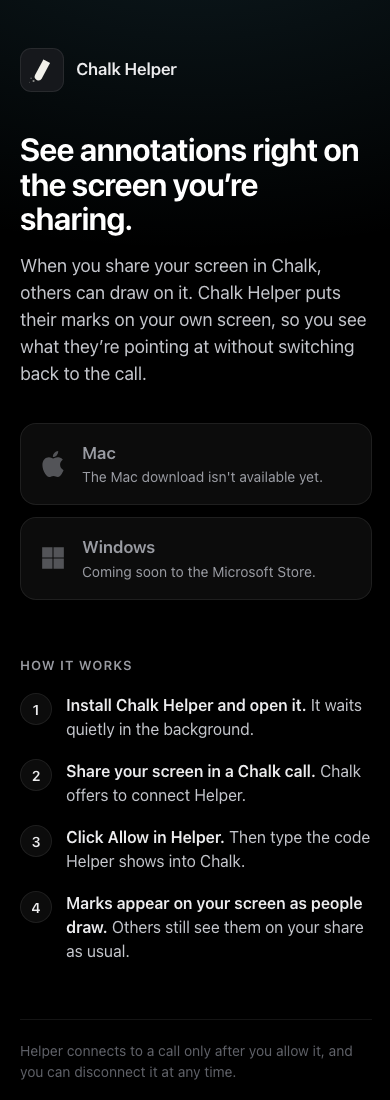 Chalk Helper
See annotations right on
the screen you’re
sharing.
When you share your screen in Chalk,
others can draw on it. Chalk Helper puts
their marks on your own screen, so you see
what they’re pointing at without switching
back to the call.
Mac
The Mac download isn't available yet.
Windows
Coming soon to the Microsoft Store.
HOW IT WORKS
1 Install Chalk Helper and open it. It waits
quietly in the background.
2 Share your screen in a Chalk call. Chalk
offers to connect Helper.
3 Click Allow in Helper. Then type the code
Helper shows into Chalk.
4 Marks appear on your screen as people
draw. Others still see them on your share
as usual.
Helper connects to a call only after you allow it, and
you can disconnect it at any time.